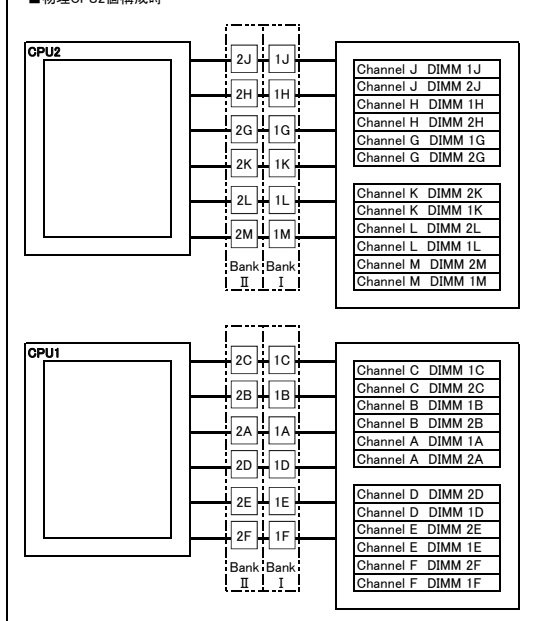 ■物理CPU2個構成時
CPU2
2J 1J
2H 1H
2G 1G
2K 1K
2L 1L
2M 1M
Bank Bank
Ⅱ Ⅰ
Channel J DIMM 1J
Channel J DIMM 2J
Channel H DIMM 1H
Channel H DIMM 2H
Channel G DIMM 1G
Channel G DIMM 2G
Channel K DIMM 2K
Channel K DIMM 1K
Channel L DIMM 2L
Channel L DIMM 1L
Channel M DIMM 2M
Channel M DIMM 1M
CPU1
2C 1C
2B 1B
2A 1A
2D 1D
2E 1E
2F 1F
Bank Bank
Ⅱ Ⅰ
Channel C DIMM 1C
Channel C DIMM 2C
Channel B DIMM 1B
Channel B DIMM 2B
Channel A DIMM 1A
Channel A DIMM 2A
Channel D DIMM 2D
Channel D DIMM 1D
Channel E DIMM 2E
Channel E DIMM 1E
Channel F DIMM 2F
Channel F DIMM 1F